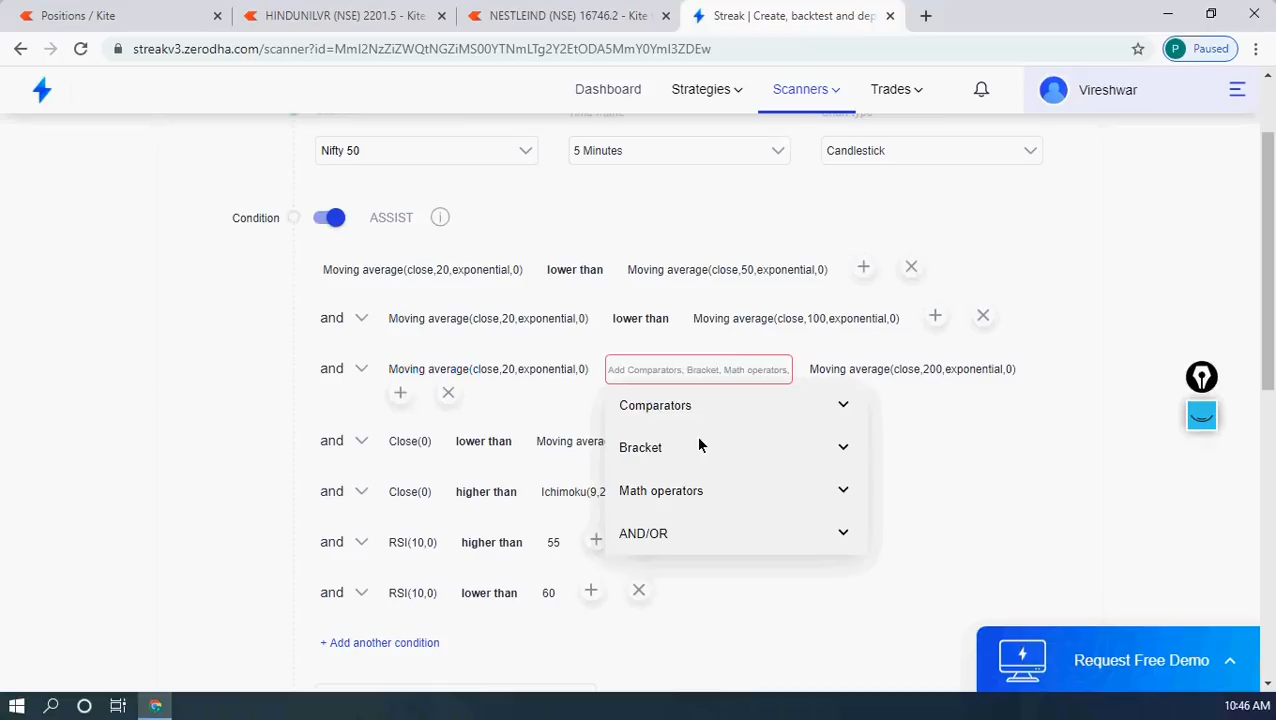 Positions / Kite
HINDUNILVR (NSE) 2201.5 - Kite
NESTLEIND (NSE) 16746.2 - Kite
Streak | Create, backtest and dep
streakv3.zerodha.com/scanner?id=MmI2NzZiZWQtNGZiMS00YTNmLTg2Y2EtODA5MmY0YmI3ZDEw
P Paused
Dashboard
Strategies
Scanners
Trades
Vireshwar
Nifty 50
5 Minutes
Candlestick
Condition
ASSIST
Moving average(close,20,exponential,0) lower than Moving average(close,50,exponential,0)
and Moving average(close,20,exponential,0) lower than Moving average(close,100,exponential,0)
and Moving average(close,20,exponential,0) Add Comparators, Bracket, Math operators, Moving average(close,200,exponential,0)
Comparators
Bracket
Math operators
AND/OR
and Close(0) lower than Moving avera
and Close(0) higher than Ichimoku(9,2
and RSI(10,0) higher than 55
and RSI(10,0) lower than 60
+ Add another condition
Request Free Demo
10:46 AM